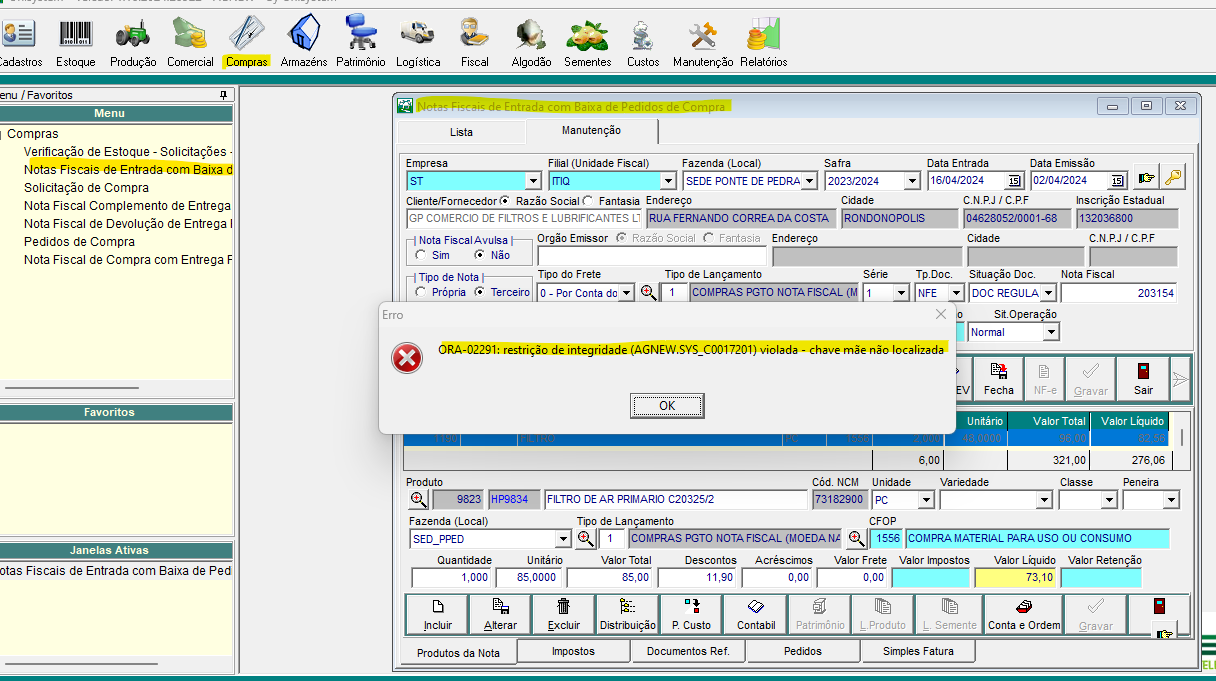 Cadastros Estoque Produção Comercial Compras Armazéns Patrimônio Logística Fiscal Algodão Sementes Custos Manutenção Relatórios
Menu / Favoritos
Menu
Compras
Verificação de Estoque - Solicitações -
Notas Fiscais de Entrada com Baixa d
Solicitação de Compra
Nota Fiscal Complemento de Entrega
Nota Fiscal de Devolução de Entrega
Pedidos de Compra
Nota Fiscal de Compra com Entrega F
Favoritos
Janelas Ativas
otas Fiscais de Entrada com Baixa de Ped
Notas Fiscais de Entrada com Baixa de Pedidos de Compra
Lista Manutenção
Empresa Filial (Unidade Fiscal) Fazenda (Local) Safra Data Entrada Data Emissão
ST ITIQ SEDE PONTE DE PEDRA 2023/2024 16/04/2024 15 02/04/2024 15
Cliente/Fornecedor Razão Social Fantasia Endereço Cidade C.N.P.J / C.P.F Inscrição Estadual
GP COMERCIO DE FILTROS E LUBRIFICANTES LT RUA FERNANDO CORREA DA COSTA RONDONOPOLIS 04628052/0001-68 132036800
Nota Fiscal Avulsa Orgão Emissor Razão Social Fantasia Endereço Cidade C.N.P.J / C.P.F
Sim Não
Tipo de Nota Tipo do Frete Tipo de Lançamento Série Tp.Doc. Situação Doc. Nota Fiscal
Própria Terceiro 0 - Por Conta do 1 COMPRAS PGTO NOTA FISCAL (M 1 NFE DOC REGULA 203154
o Sit.Operação
Normal
Erro
ORA-02291: restrição de integridade (AGNEW.SYS_C0017201) violada - chave mãe não localizada
OK
EV Fecha NF-e Gravar Sair
Unitário Valor Total Valor Líquido
FILTRO PC 1556 2,000 48,0000 96,00 82,56
6,00 321,00 276,06
Produto Cód. NCM Unidade Variedade Classe Peneira
9823 HP9834 FILTRO DE AR PRIMARIO C20325/2 73182900 PC
Fazenda (Local) Tipo de Lançamento CFOP
SED_PPED 1 COMPRAS PGTO NOTA FISCAL (MOEDA NA 1556 COMPRA MATERIAL PARA USO OU CONSUMO
Quantidade Unitário Valor Total Descontos Acréscimos Valor Frete Valor Impostos Valor Líquido Valor Retenção
1,000 85,0000 85,00 11,90 0,00 0,00 73,10
Incluir Alterar Excluir Distribuição P. Custo Contabil Patrimônio L.Produto L. Semente Conta e Ordem Gravar
Produtos da Nota Impostos Documentos Ref. Pedidos Simples Fatura